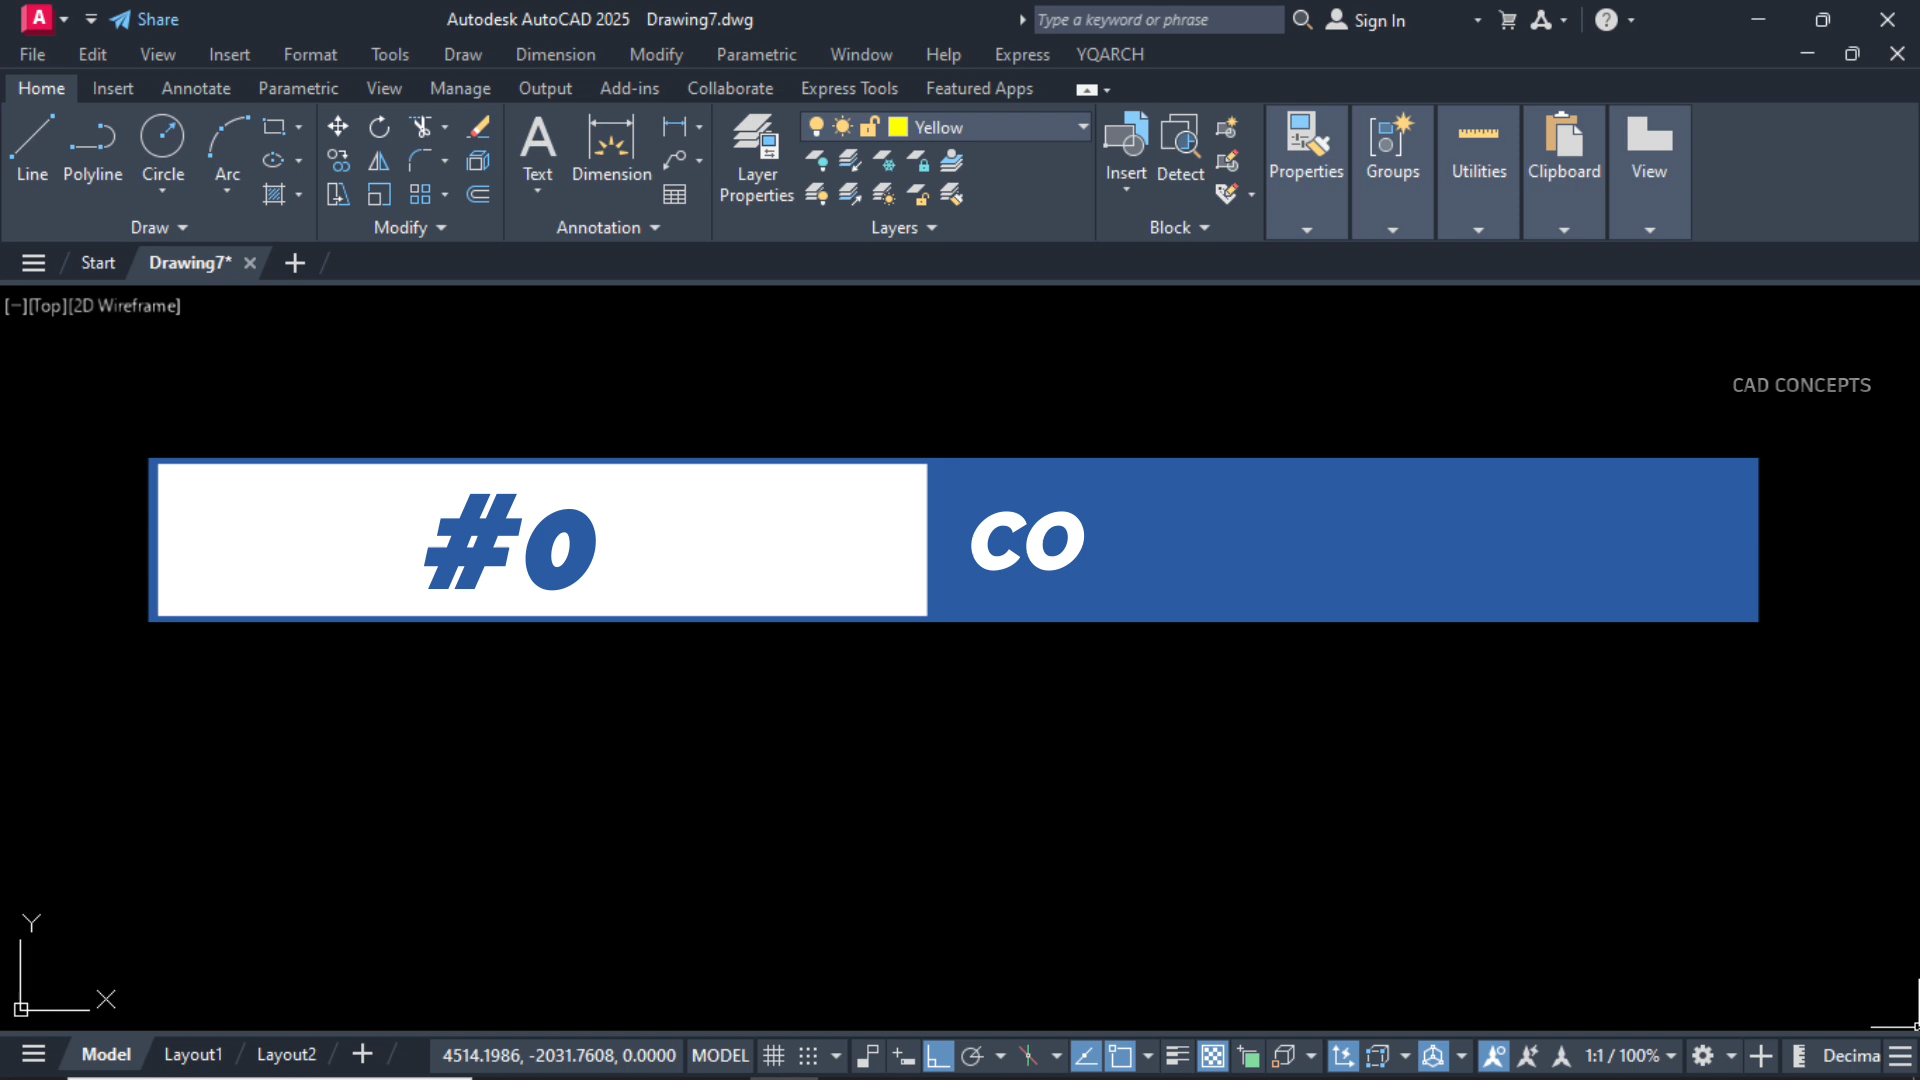 A Share Autodesk AutoCAD 2025 Drawing7.dwg Type a keyword or phrase Sign In
File Edit View Insert Format Tools Draw Dimension Modify Parametric Window Help Express YQARCH
Home Insert Annotate Parametric View Manage Output Add-ins Collaborate Express Tools Featured Apps
Yellow
Line Polyline Circle Arc Text Dimension Layer Properties Insert Detect Properties Groups Utilities Clipboard View
Draw Modify Annotation Layers Block
Start Drawing7*
[−][Top][2D Wireframe]
CAD CONCEPTS
#0 CO
Y
X
Model Layout1 Layout2 4514.1986, -2031.7608, 0.0000 MODEL 1:1 / 100% Decima